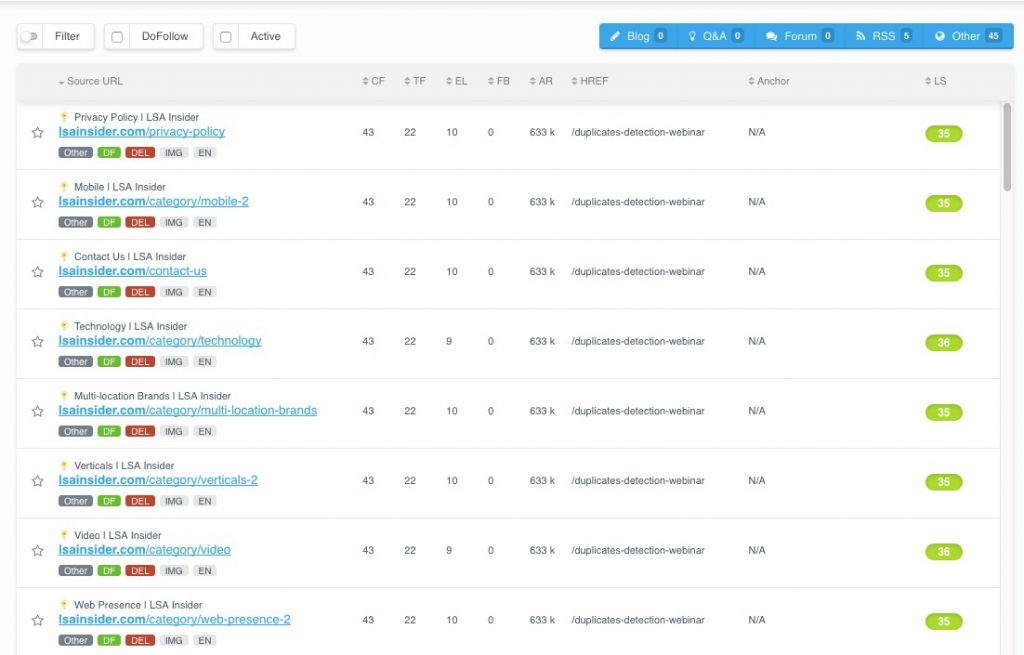 Filter DoFollow Active Blog 0 Q&A 0 Forum 0 RSS 5 Other 45
Source URL CF TF EL FB AR HREF Anchor LS
Privacy Policy | LSA Insider
lsainsider.com/privacy-policy 43 22 10 0 633 k /duplicates-detection-webinar N/A 35
Other DF DEL IMG EN
Mobile | LSA Insider
lsainsider.com/category/mobile-2 43 22 10 0 633 k /duplicates-detection-webinar N/A 35
Other DF DEL IMG EN
Contact Us | LSA Insider
lsainsider.com/contact-us 43 22 10 0 633 k /duplicates-detection-webinar N/A 35
Other DF DEL IMG EN
Technology | LSA Insider
lsainsider.com/category/technology 43 22 9 0 633 k /duplicates-detection-webinar N/A 36
Other DF DEL IMG EN
Multi-location Brands | LSA Insider
lsainsider.com/category/multi-location-brands 43 22 10 0 633 k /duplicates-detection-webinar N/A 35
Other DF DEL IMG EN
Verticals | LSA Insider
lsainsider.com/category/verticals-2 43 22 10 0 633 k /duplicates-detection-webinar N/A 35
Other DF DEL IMG EN
Video | LSA Insider
lsainsider.com/category/video 43 22 9 0 633 k /duplicates-detection-webinar N/A 36
Other DF DEL IMG EN
Web Presence | LSA Insider
lsainsider.com/category/web-presence-2 43 22 10 0 633 k /duplicates-detection-webinar N/A 35
Other DF DEL IMG EN